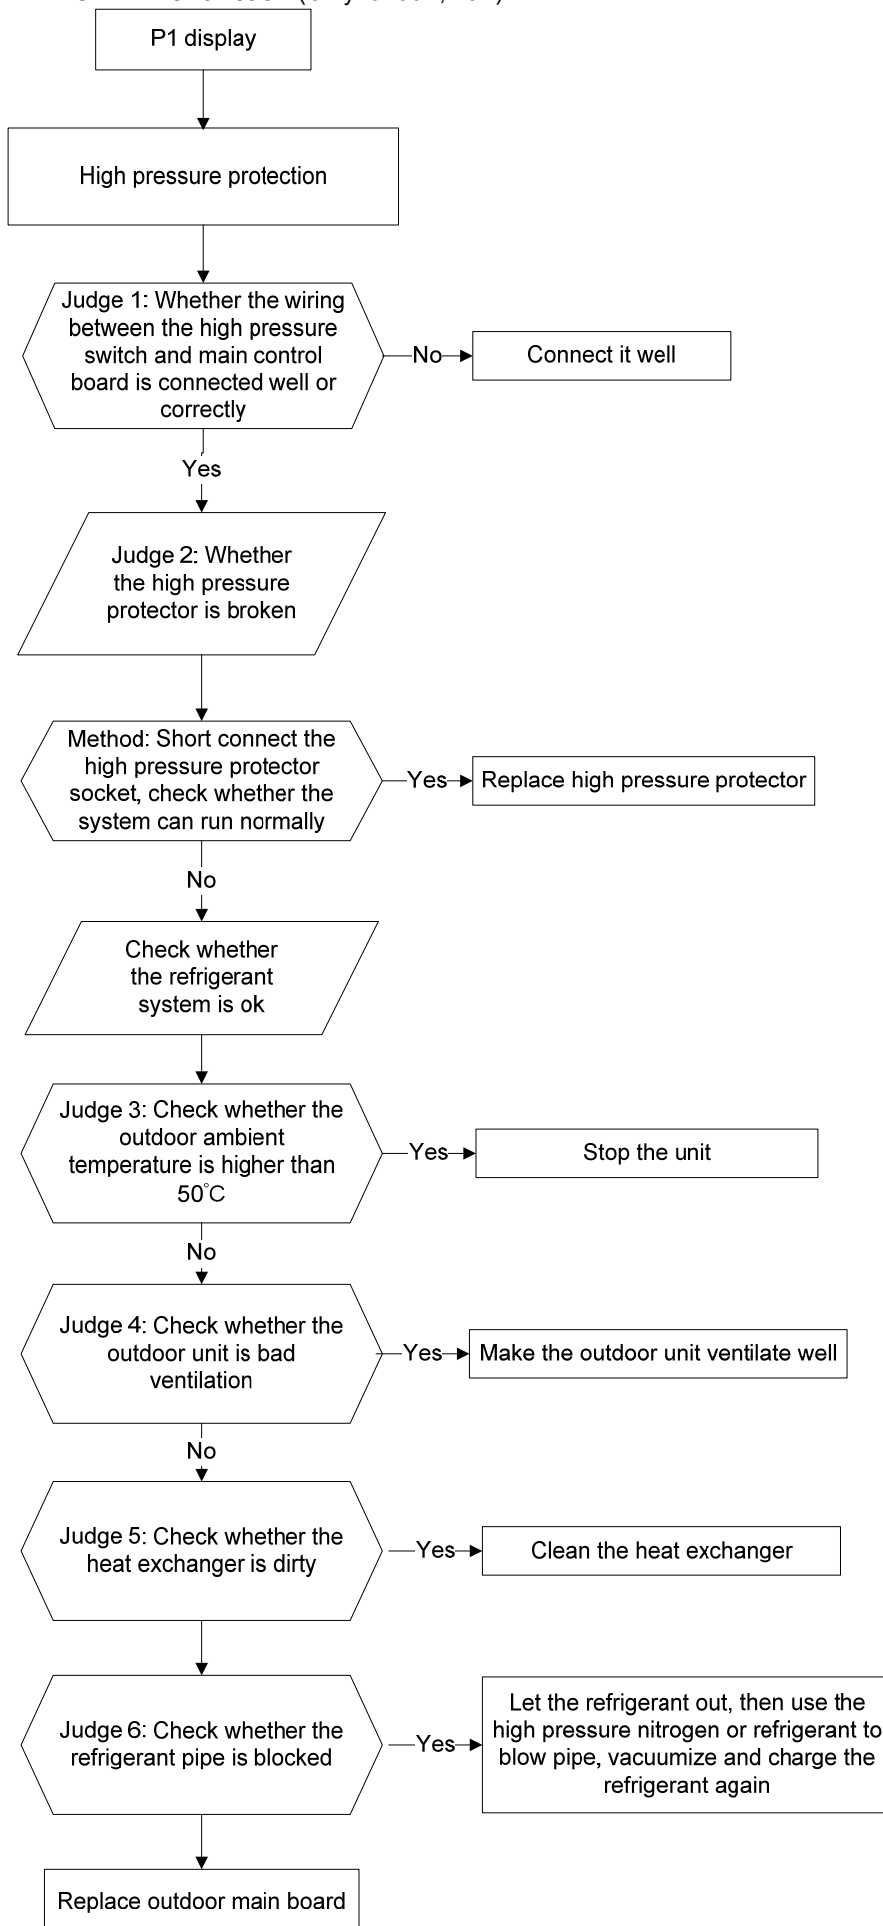 P1 display
High pressure protection
Judge 1: Whether the wiring
between the high pressure
switch and main control
board is connected well or
correctly
No
Connect it well
Yes
Judge 2: Whether
the high pressure
protector is broken
Method: Short connect the
high pressure protector
socket, check whether the
system can run normally
Yes
Replace high pressure protector
No
Check whether
the refrigerant
system is ok
Judge 3: Check whether the
outdoor ambient
temperature is higher than
50°C
Yes
Stop the unit
No
Judge 4: Check whether the
outdoor unit is bad
ventilation
Yes
Make the outdoor unit ventilate well
No
Judge 5: Check whether the
heat exchanger is dirty
Yes
Clean the heat exchanger
Judge 6: Check whether the
refrigerant pipe is blocked
Yes
Let the refrigerant out, then use the
high pressure nitrogen or refrigerant to
blow pipe, vacuumize and charge the
refrigerant again
Replace outdoor main board